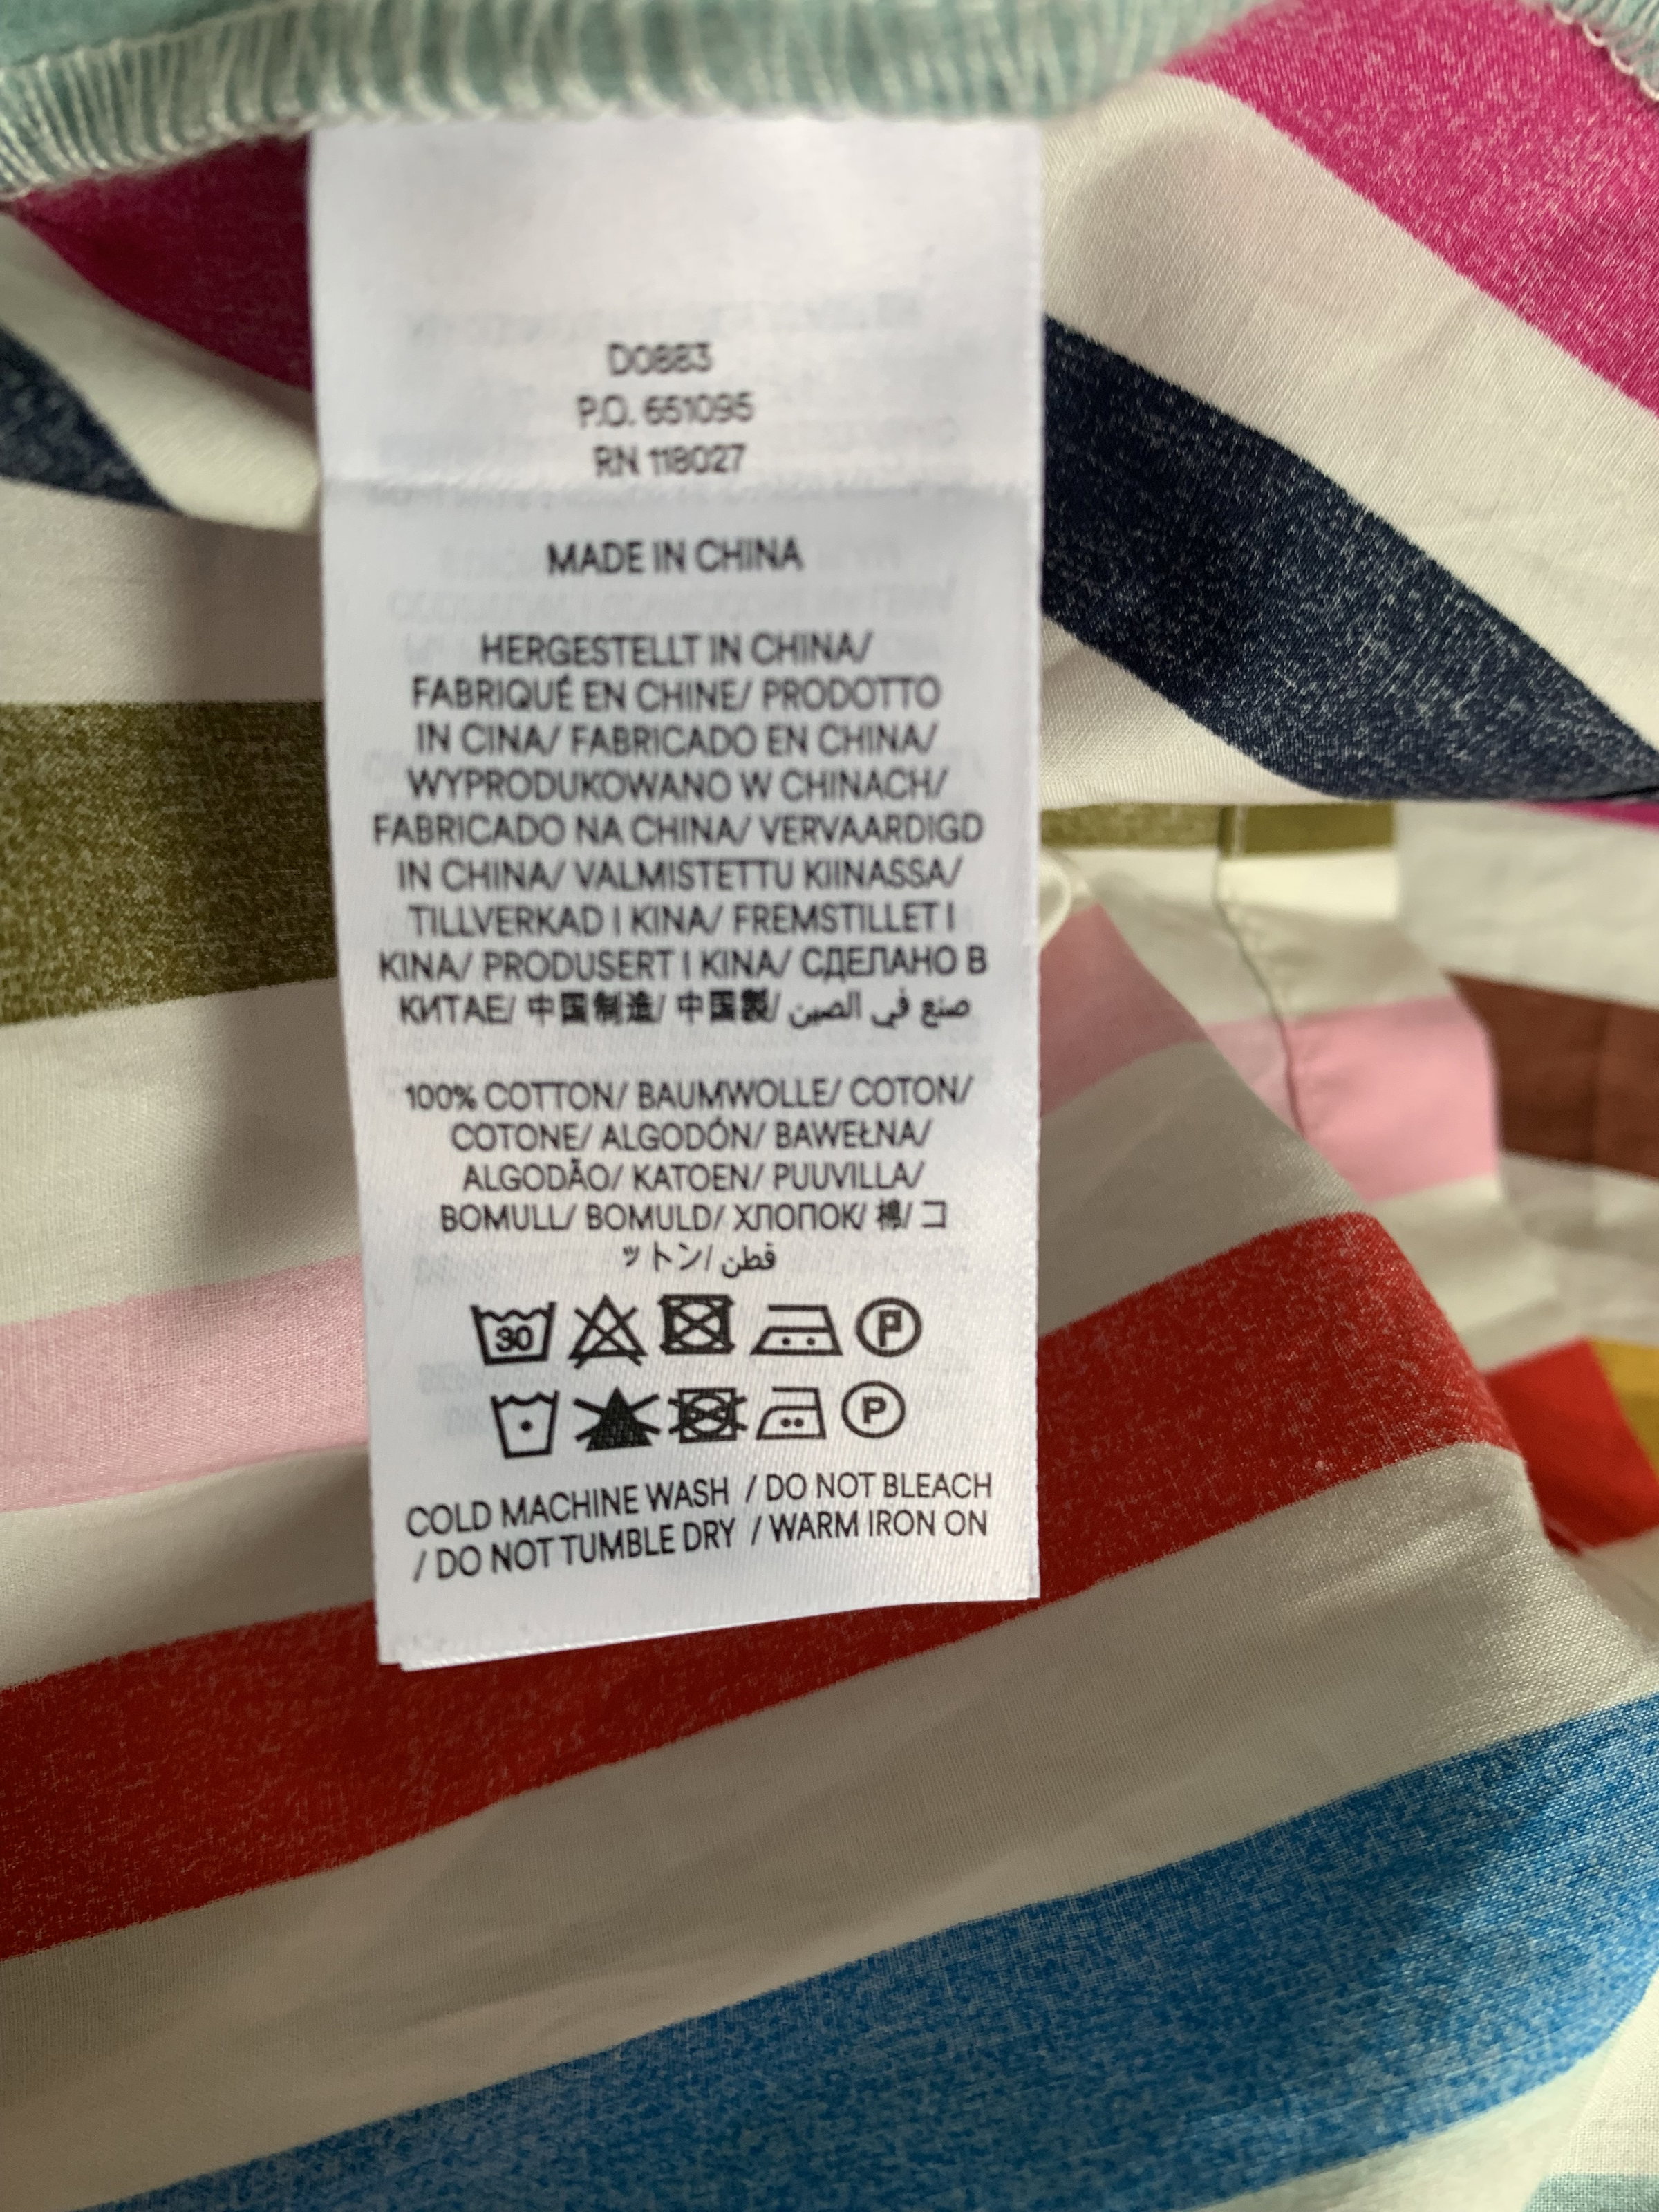 D0883
P.O. 651095
RN 118027
MADE IN CHINA
HERGESTELLT IN CHINA/
FABRIQUÉ EN CHINE/ PRODOTTO
IN CINA/ FABRICADO EN CHINA/
WYPRODUKOWANO W CHINACH/
FABRICADO NA CHINA/ VERVAARDIGD
IN CHINA/ VALMISTETTU KIINASSA/
TILLVERKAD I KINA/ FREMSTILLET I
KINA/ PRODUSERT I KINA/ СДЕЛАНО В
КИТАЕ/ 中国制造/ 中国製/ صنع في الصين
100% COTTON/ BAUMWOLLE/ COTON/
COTONE/ ALGODÓN/ BAWEŁNA/
ALGODÃO/ KATOEN/ PUUVILLA/
BOMULL/ BOMULD/ ХЛОПОК/ 棉/ コ
ットン/ قطن
30 P
P
COLD MACHINE WASH / DO NOT BLEACH
/ DO NOT TUMBLE DRY / WARM IRON ON